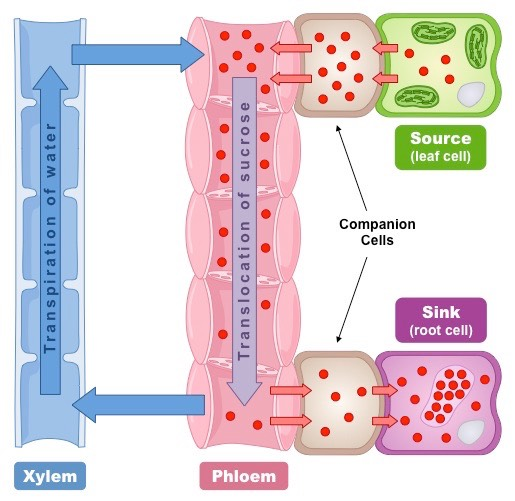 Transpiration of water
Translocation of sucrose
Source
(leaf cell)
Companion
Cells
Sink
(root cell)
Xylem
Phloem